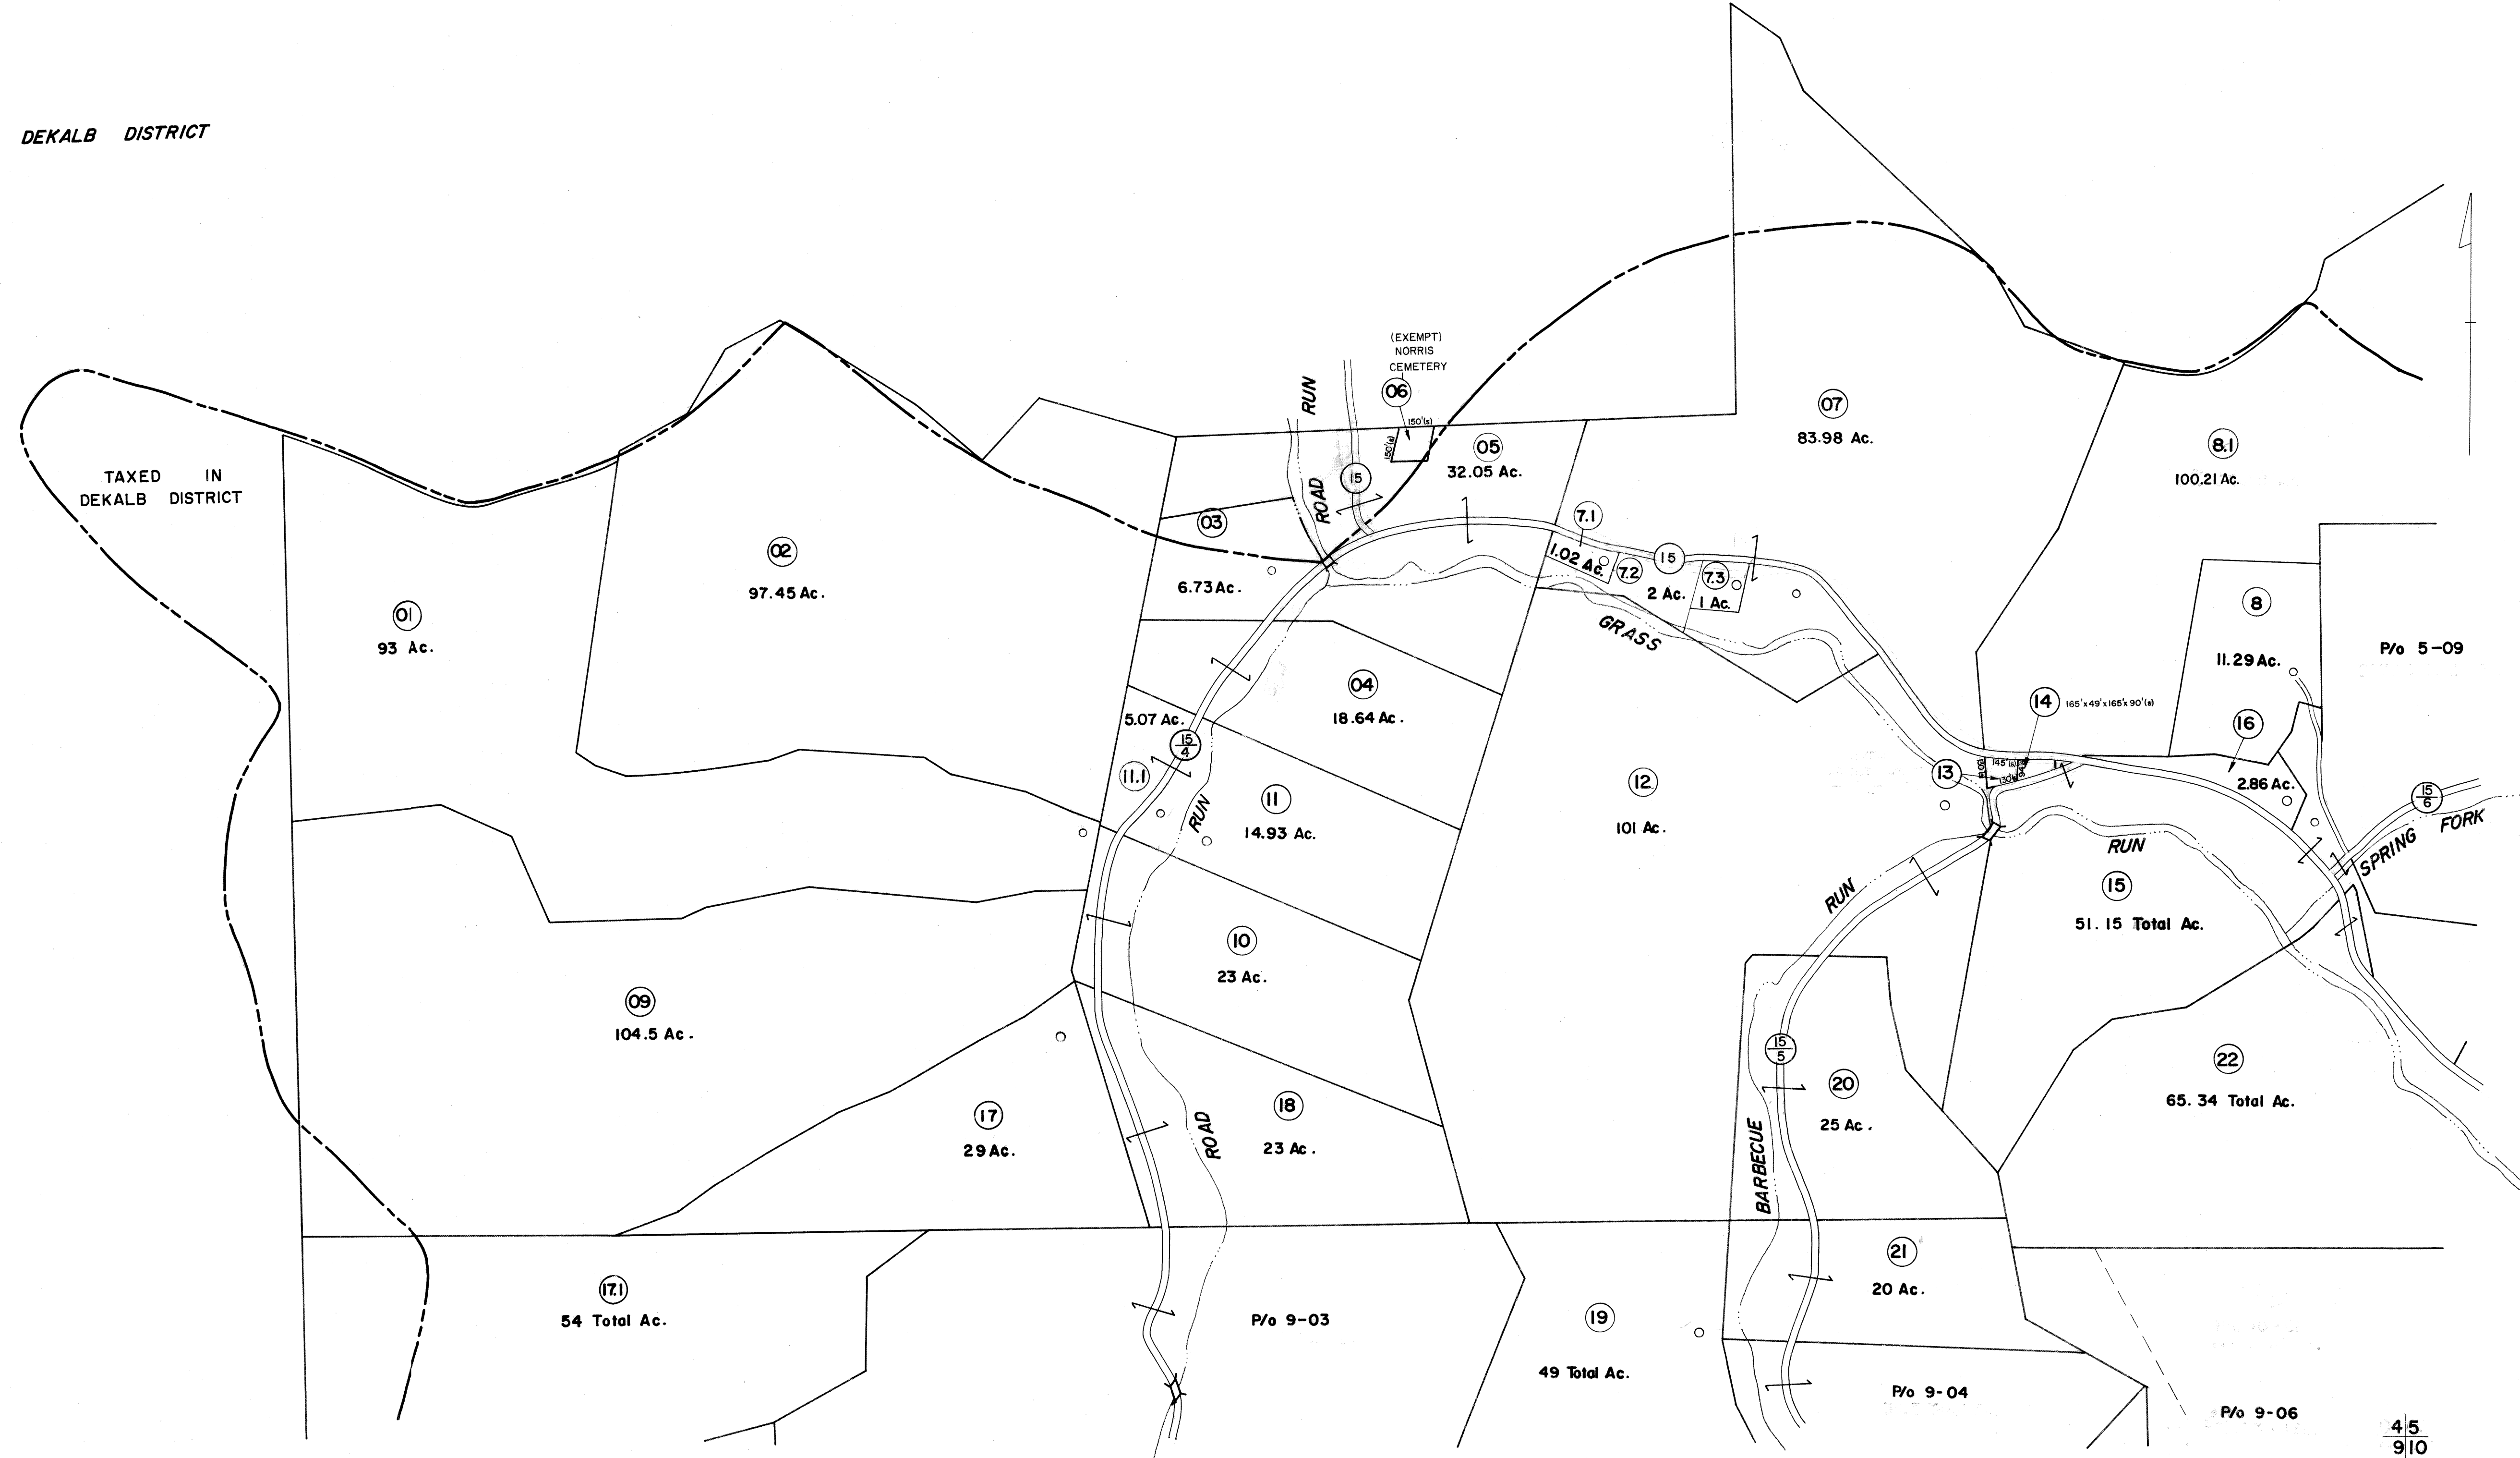 DEKALB DISTRICT
(EXEMPT)
NORRIS
CEMETERY
06
150'(s)
150'(s)
RUN
ROAD
15
05
32.05 Ac.
07
83.98 Ac.
8.1
100.21 Ac.
TAXED IN
DEKALB DISTRICT
01
93 Ac.
02
97.45 Ac.
03
6.73 Ac.
7.1
1.02 Ac.
7.2
2 Ac.
15
7.3
1 Ac.
GRASS
8
11.29 Ac.
P/o 5-09
04
18.64 Ac.
5.07 Ac.
15
4
11.1
11
14.93 Ac.
RUN
12
101 Ac.
13
14
165'x49'x165'x90'(s)
145'(s)
130'(s)
16
2.86 Ac.
15
6
SPRING FORK
RUN
RUN
15
51.15 Total Ac.
10
23 Ac.
09
104.5 Ac.
17
29 Ac.
18
23 Ac.
ROAD
15
5
20
25 Ac.
BARBECUE
22
65.34 Total Ac.
17.1
54 Total Ac.
P/o 9-03
19
49 Total Ac.
21
20 Ac.
P/o 9-04
P/o 9-06
4 5
9 10